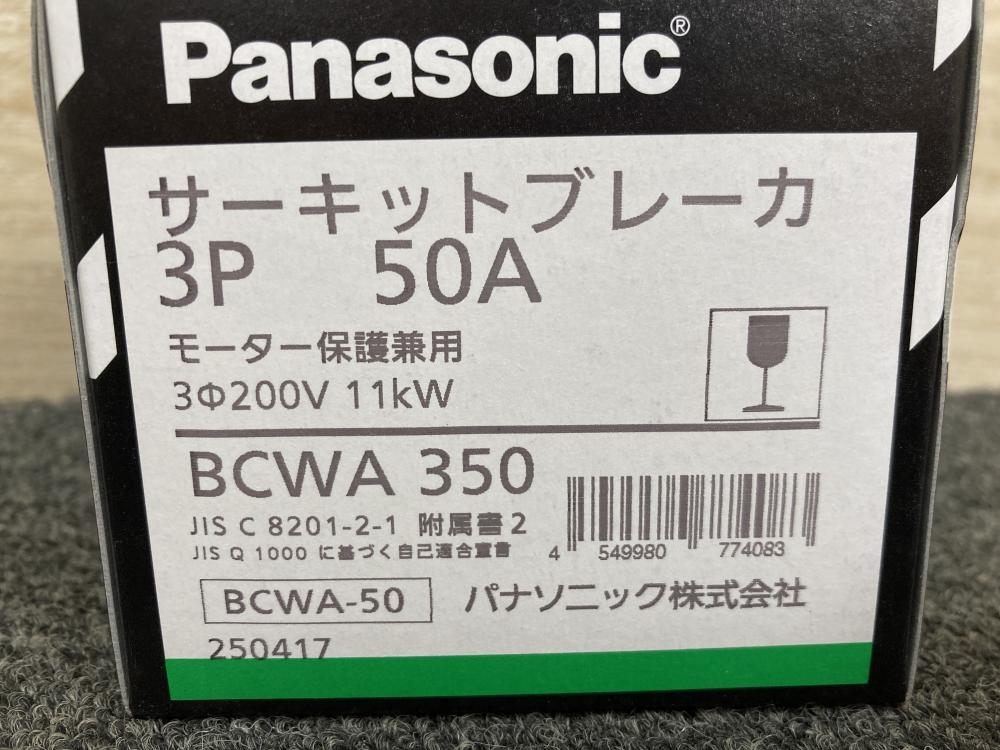 Panasonic®
サーキットブレーカ
3P 50A
モーター保護兼用
3Φ200V 11kW
BCWA 350
JIS C 8201-2-1 附属書2
JIS Q 1000 に基づく自己適合宣言
4 549980 774083
BCWA-50
パナソニック株式会社
250417